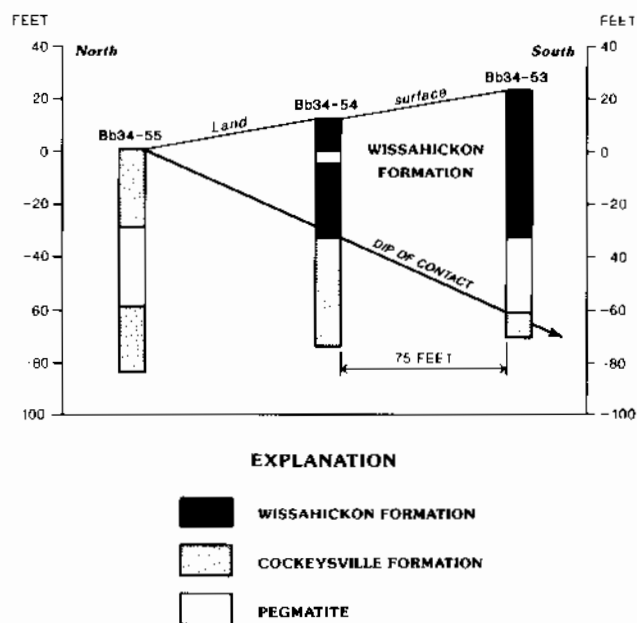 FEET
FEET
North
South
40
40
Bb34-53
20
20
Bb34-54
surface
Land
Bb34-55
0
0
WISSAHICKON
FORMATION
-20
-20
-40
-40
DIP OF CONTACT
-60
-60
75 FEET
-80
-80
100
-100
EXPLANATION
WISSAHICKON FORMATION
COCKEYSVILLE FORMATION
PEGMATITE